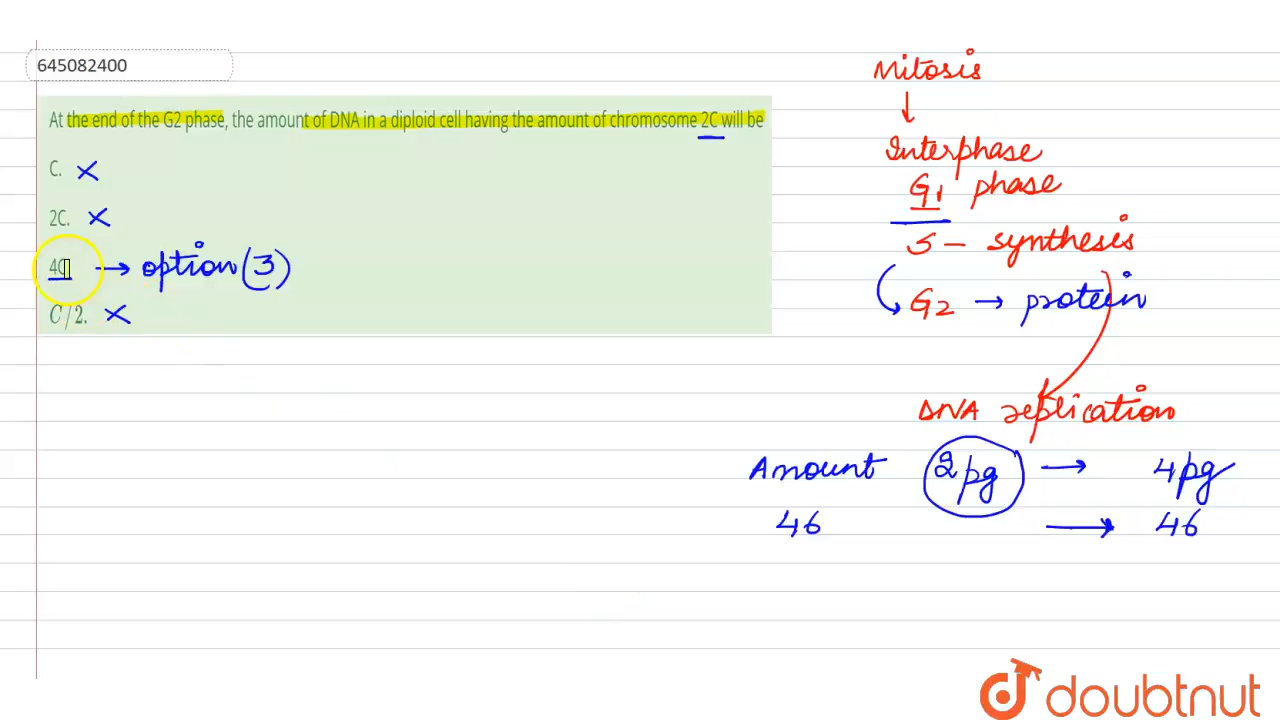 645082400
At the end of the G2 phase, the amount of DNA in a diploid cell having the amount of chromosome 2C will be
C. ×
2C. ×
4C → option (3)
C/2. ×
Mitosis
↓
Interphase
G1 phase
S - synthesis
G2 → protein
DNA replication
Amount 2pg → 4pg
46 → 46
doubtnut